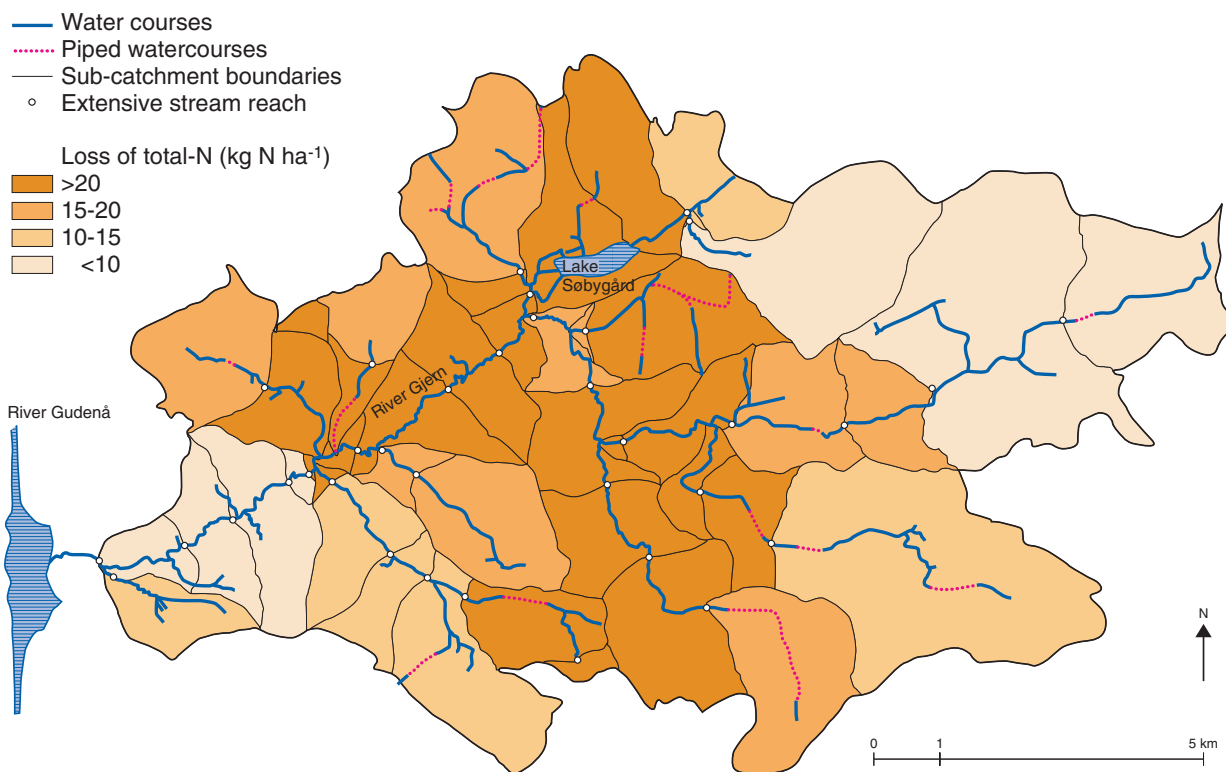 Water courses
Piped watercourses
Sub-catchment boundaries
Extensive stream reach
Loss of total-N (kg N ha⁻¹)
>20
15-20
10-15
<10
Lake
Søbygård
River Gjern
River Gudenå
N
0 1 5 km